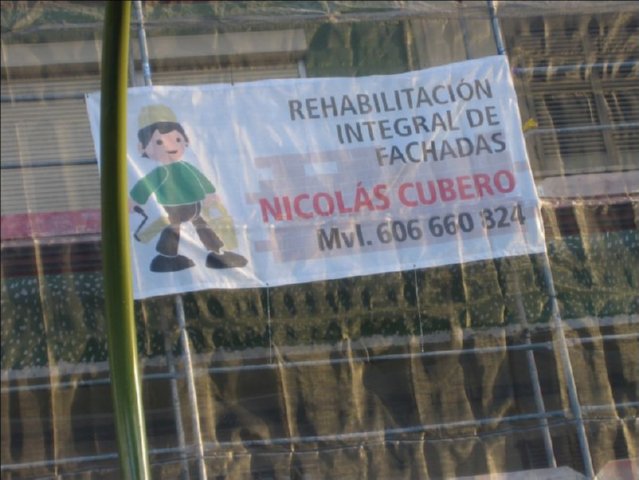 REHABILITACIÓN
INTEGRAL DE
FACHADAS
NICOLÁS CUBERO
Mvl. 606 660 324